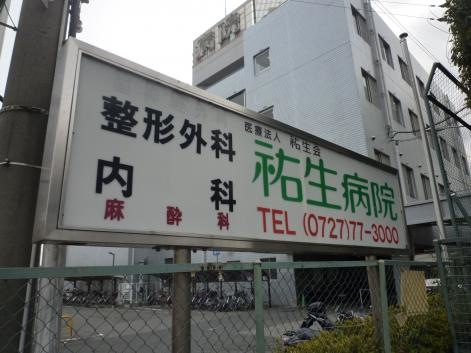 整形外科
内科
麻酔科
医療法人 祐生会
祐生病院
TEL (0727)77-3000